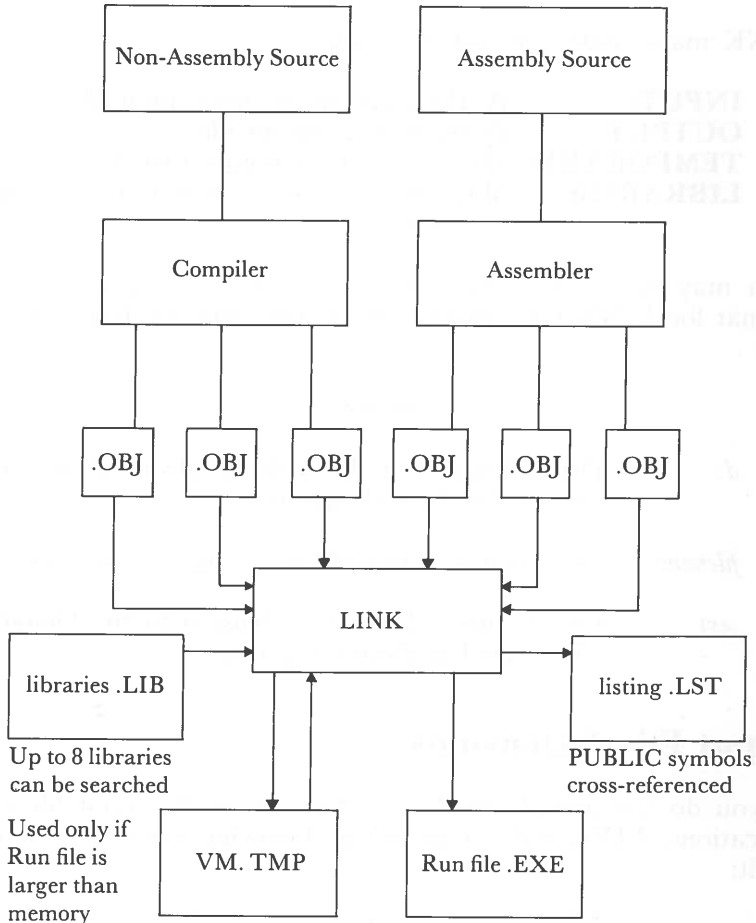 Non-Assembly Source
Assembly Source
Compiler
Assembler
.OBJ
.OBJ
.OBJ
.OBJ
.OBJ
.OBJ
LINK
libraries .LIB
listing .LST
Up to 8 libraries
can be searched
PUBLIC symbols
cross-referenced
Used only if
Run file is
larger than
memory
VM. TMP
Run file .EXE